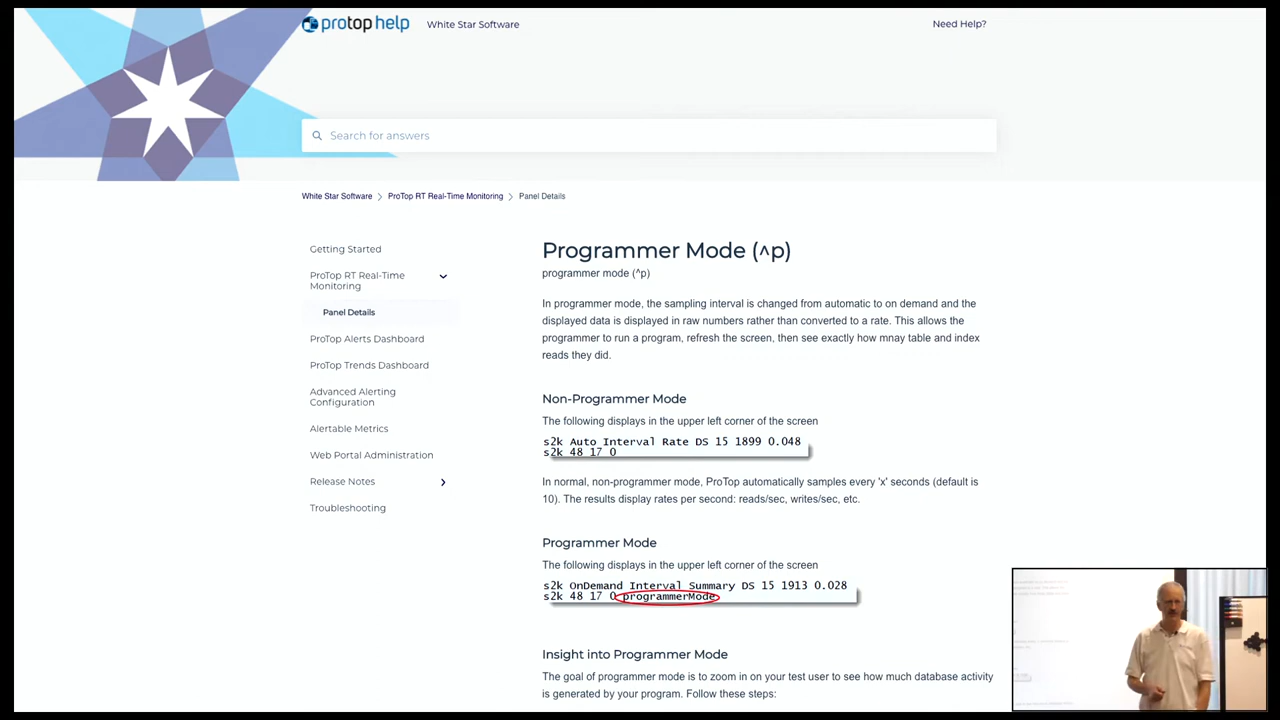 protop help
White Star Software
Need Help?
Search for answers
White Star Software > ProTop RT Real-Time Monitoring > Panel Details
Getting Started
ProTop RT Real-Time
Monitoring
Panel Details
ProTop Alerts Dashboard
ProTop Trends Dashboard
Advanced Alerting
Configuration
Alertable Metrics
Web Portal Administration
Release Notes
Troubleshooting
Programmer Mode (^p)
programmer mode (^p)
In programmer mode, the sampling interval is changed from automatic to on demand and the
displayed data is displayed in raw numbers rather than converted to a rate. This allows the
programmer to run a program, refresh the screen, then see exactly how mnay table and index
reads they did.
Non-Programmer Mode
The following displays in the upper left corner of the screen
s2k Auto Interval Rate DS 15 1899 0.048
s2k 48 17 0
In normal, non-programmer mode, ProTop automatically samples every 'x' seconds (default is
10). The results display rates per second: reads/sec, writes/sec, etc.
Programmer Mode
The following displays in the upper left corner of the screen
s2k OnDemand Interval Summary DS 15 1913 0.028
s2k 48 17 0 programmerMode
Insight into Programmer Mode
The goal of programmer mode is to zoom in on your test user to see how much database activity
is generated by your program. Follow these steps: